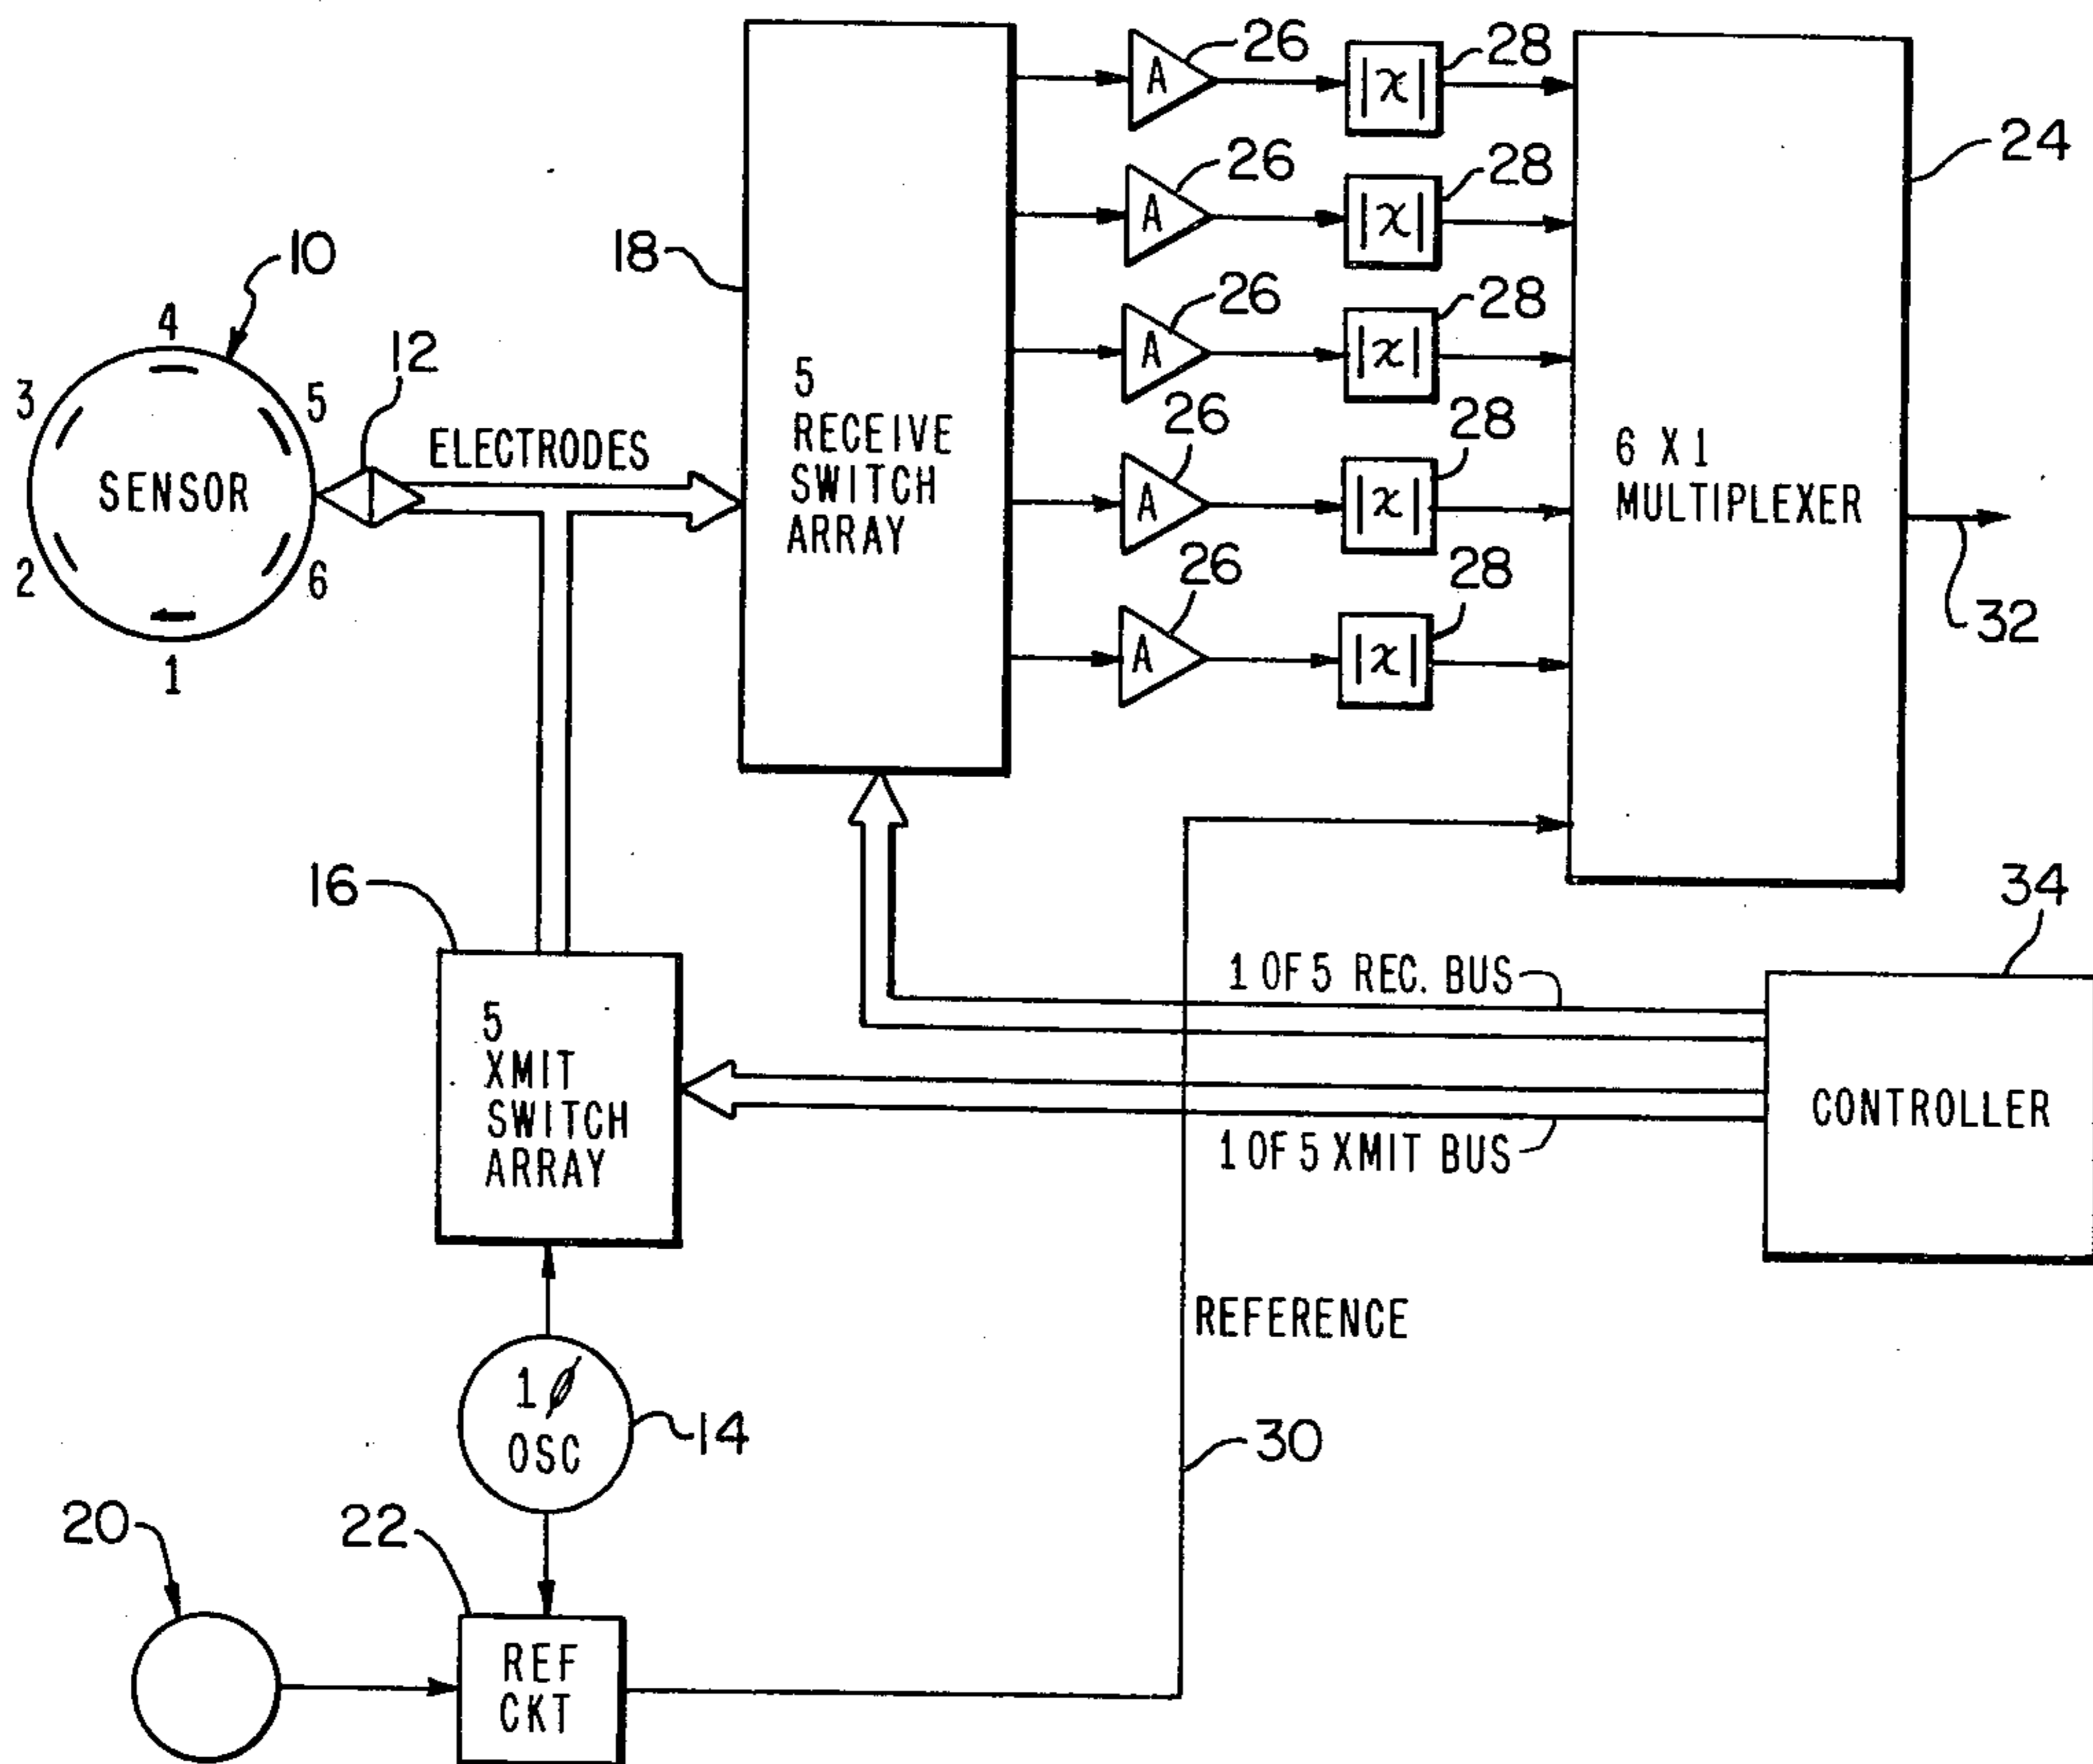 26
28
A
|x|
24
26
28
A
|x|
10
18
26
28
4
A
|x|
12
3
5
5
RECEIVE
SWITCH
ARRAY
26
28
ELECTRODES
6 X 1
MULTIPLEXER
SENSOR
A
|x|
2
6
26
28
32
1
A
|x|
16
34
1 OF 5 REC. BUS
5
XMIT
SWITCH
ARRAY
CONTROLLER
1 OF 5 XMIT BUS
REFERENCE
1ϕ
OSC
14
30
20
22
REF
CKT